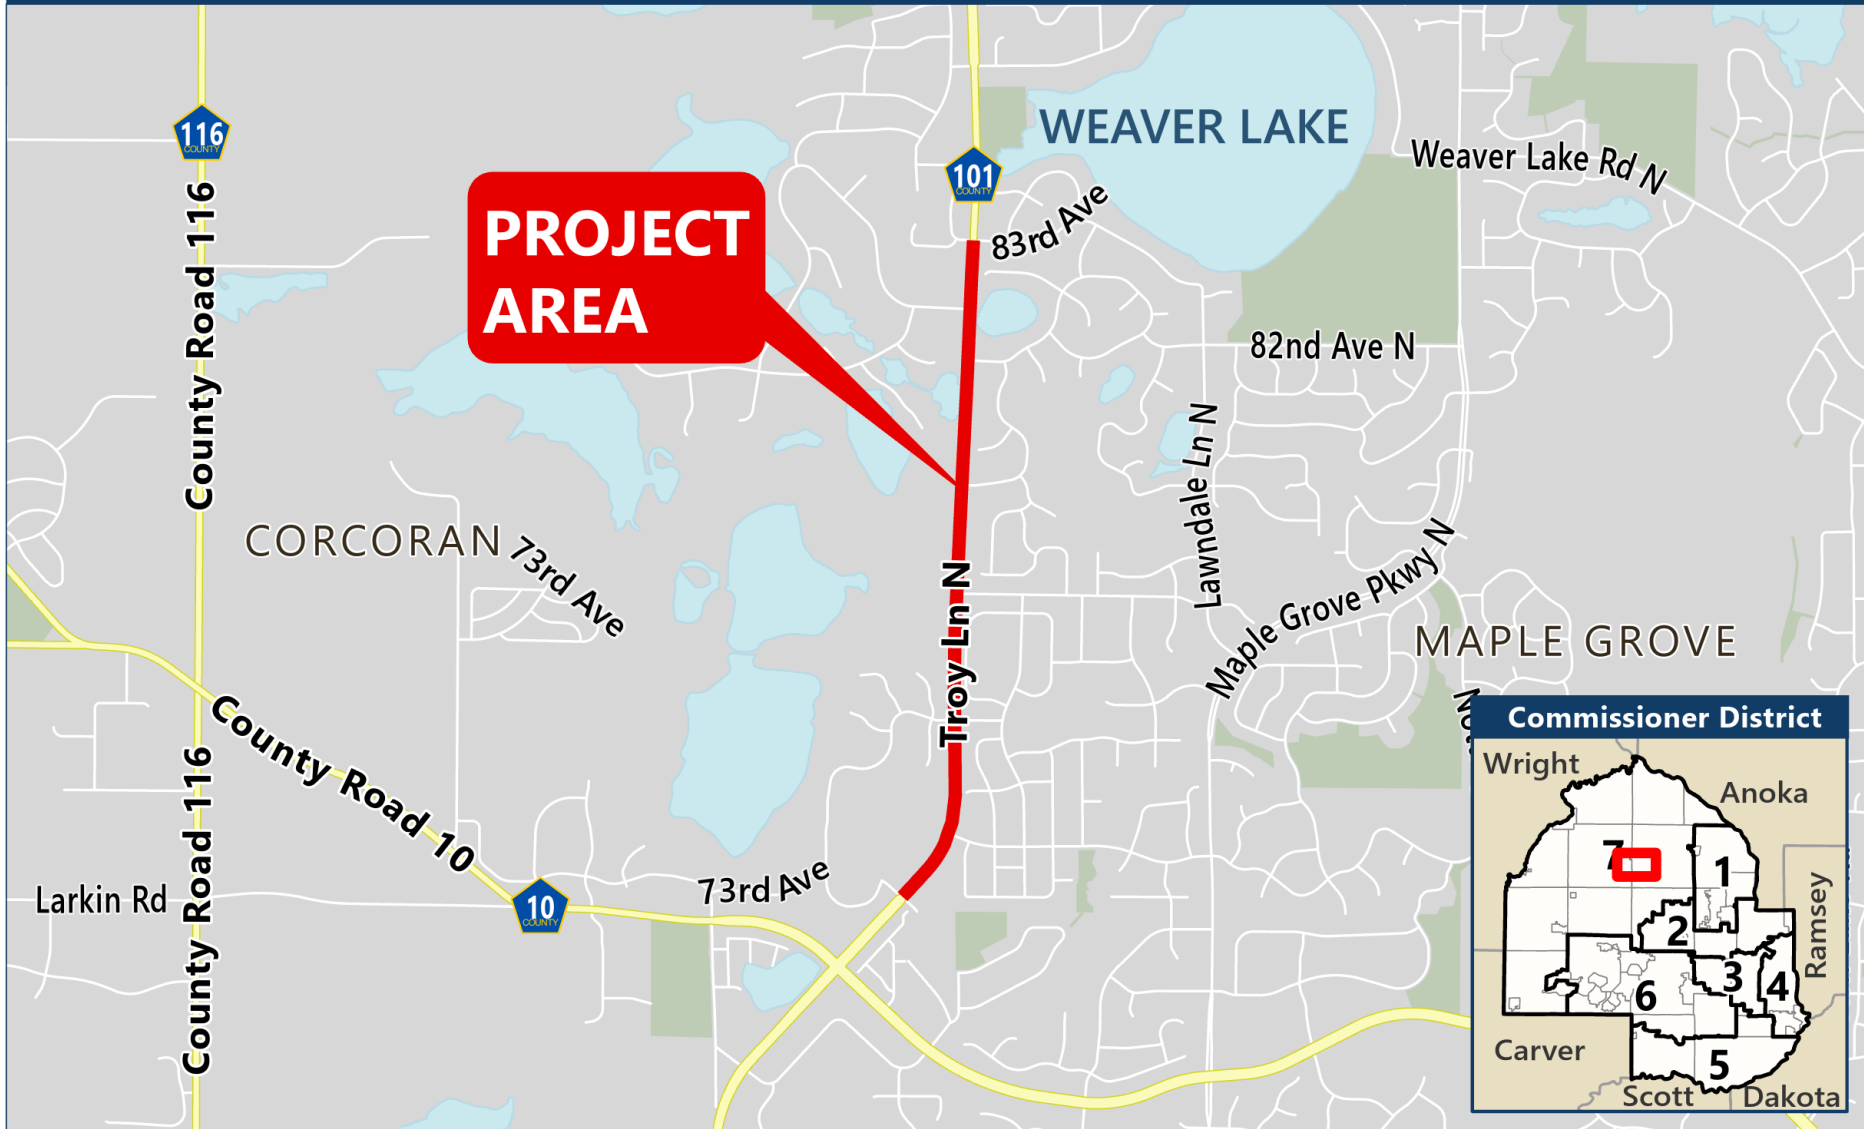 116
COUNTY
County Road 116
101
COUNTY
WEAVER LAKE
Weaver Lake Rd N
83rd Ave
PROJECT
AREA
82nd Ave N
Lawndale Ln N
CORCORAN
73rd Ave
Troy Ln N
Maple Grove Pkwy N
MAPLE GROVE
County Road 10
County Road 116
Larkin Rd
10
COUNTY
73rd Ave
Commissioner District
Wright
Anoka
7
1
Ramsey
2
3
4
6
Carver
5
Scott
Dakota